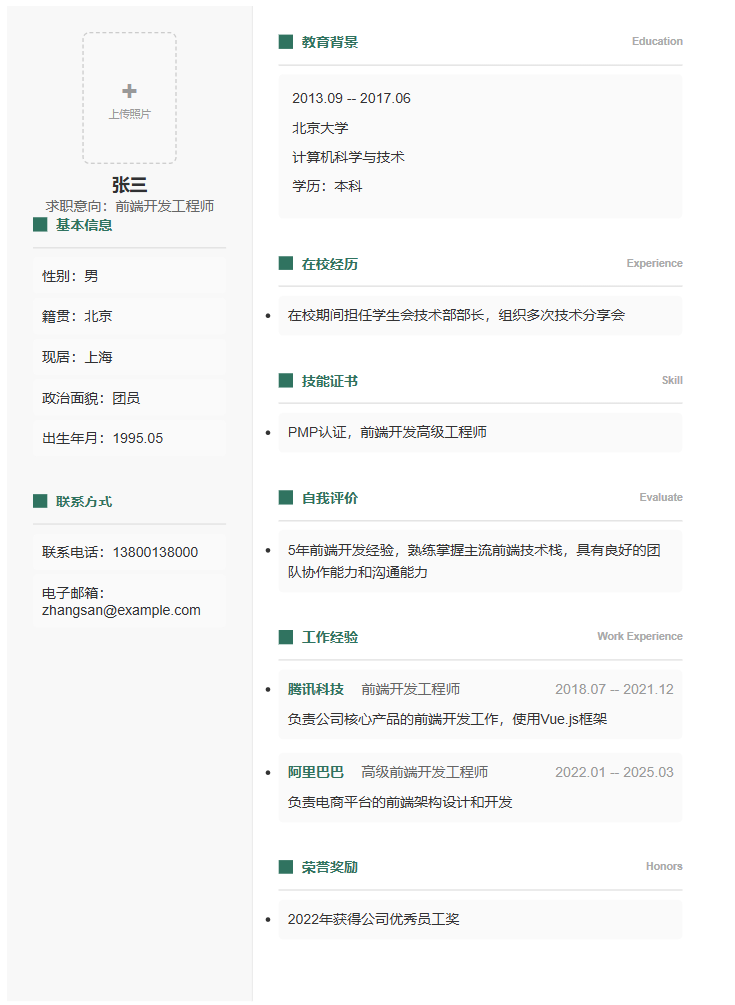 +
上传照片
张三
求职意向：前端开发工程师
基本信息
性别：男
籍贯：北京
现居：上海
政治面貌：团员
出生年月：1995.05
联系方式
联系电话：13800138000
电子邮箱：
zhangsan@example.com
教育背景 Education
2013.09 -- 2017.06
北京大学
计算机科学与技术
学历：本科
在校经历 Experience
在校期间担任学生会技术部部长，组织多次技术分享会
技能证书 Skill
PMP认证，前端开发高级工程师
自我评价 Evaluate
5年前端开发经验，熟练掌握主流前端技术栈，具有良好的团
队协作能力和沟通能力
工作经验 Work Experience
腾讯科技 前端开发工程师 2018.07 -- 2021.12
负责公司核心产品的前端开发工作，使用Vue.js框架
阿里巴巴 高级前端开发工程师 2022.01 -- 2025.03
负责电商平台的前端架构设计和开发
荣誉奖励 Honors
2022年获得公司优秀员工奖